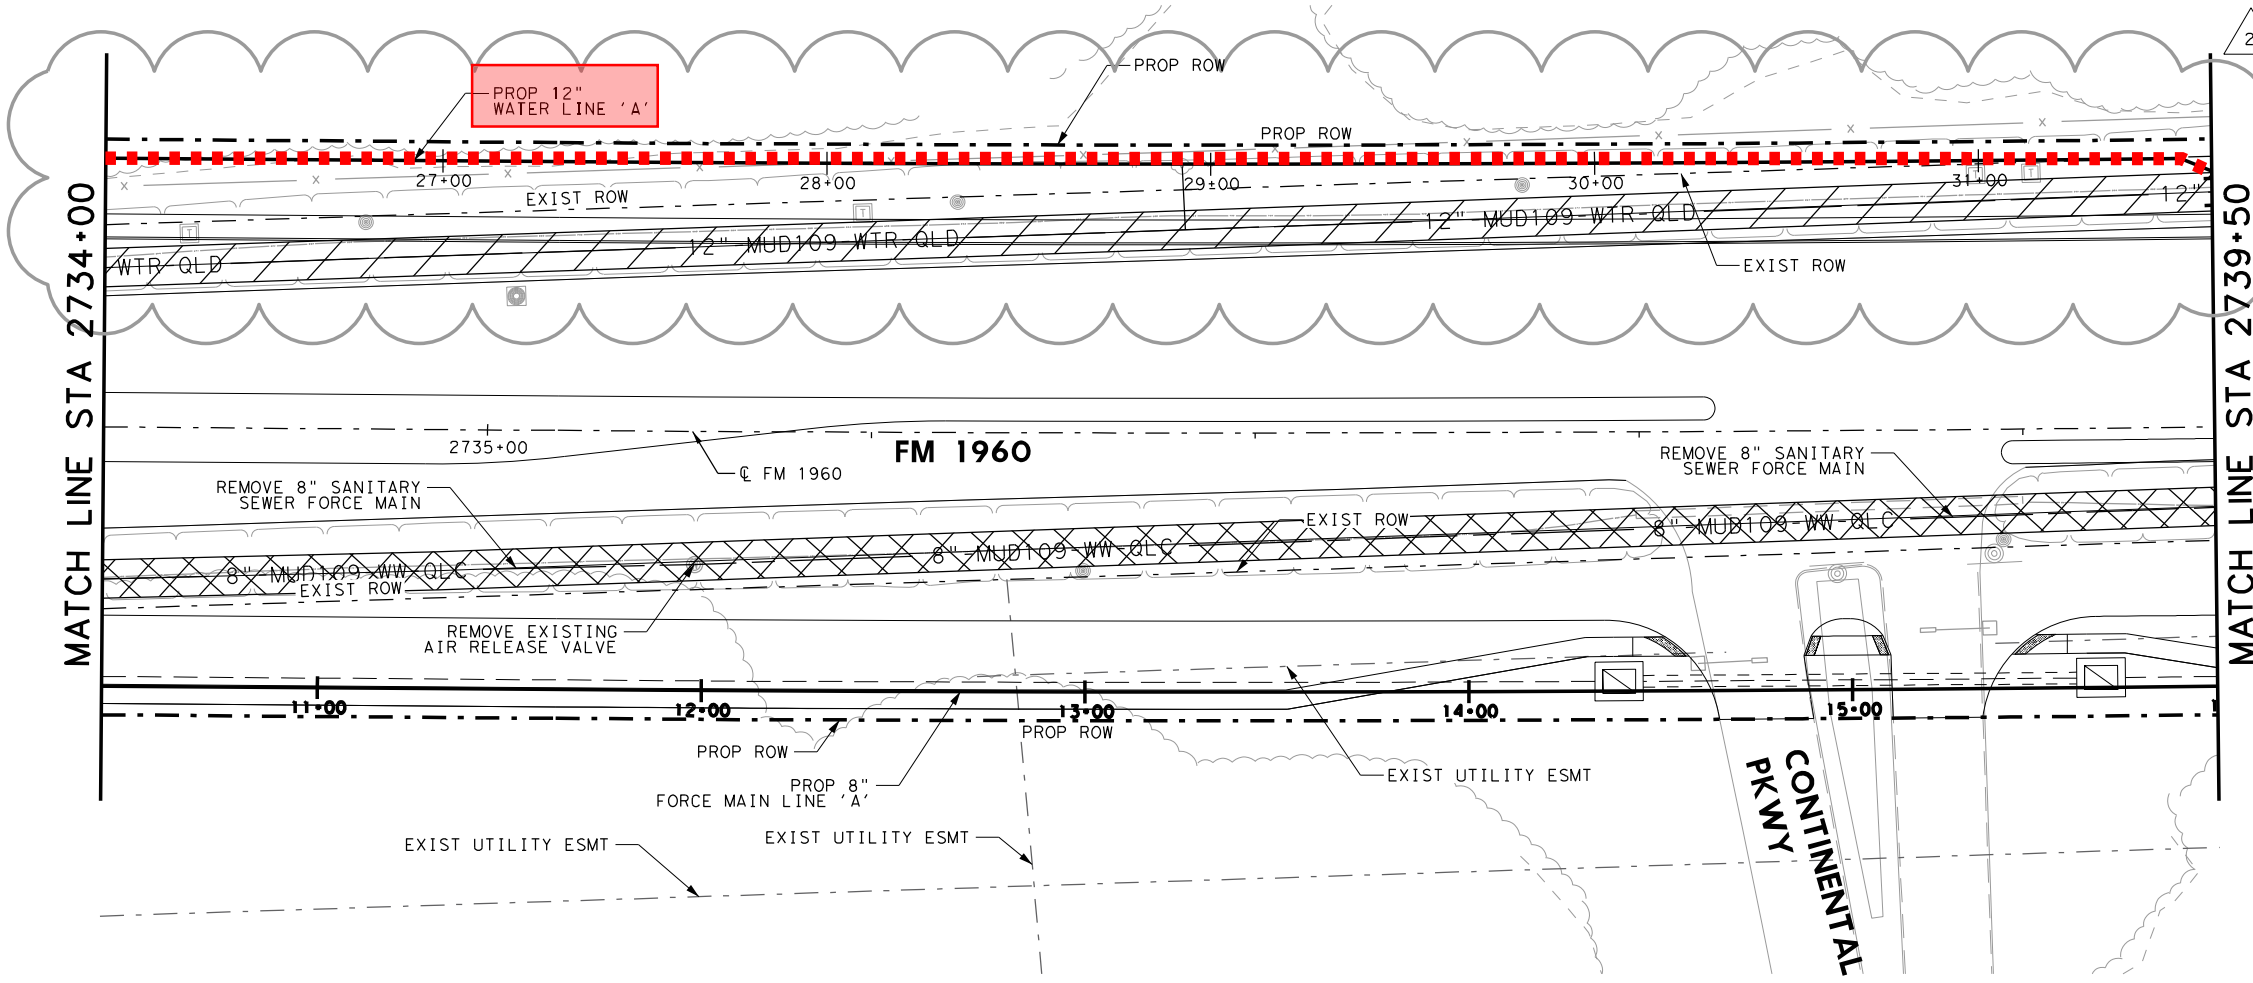 2
PROP ROW
PROP 12"
WATER LINE 'A'
PROP ROW
27+00
28+00
29+00
30+00
31+00
EXIST ROW
12"
12"-MUD109-WTR-QLD
12"-MUD109-WTR-QLD
WTR-QLD
EXIST ROW
MATCH LINE STA 2734+00
MATCH LINE STA 2739+50
2735+00
FM 1960
℄ FM 1960
REMOVE 8" SANITARY
SEWER FORCE MAIN
REMOVE 8" SANITARY
SEWER FORCE MAIN
EXIST ROW
8"-MUD109-WW-QLC
8"-MUD109-WW-QLC
8"-MUD109-WW-QLC
EXIST ROW
REMOVE EXISTING
AIR RELEASE VALVE
11+00
12+00
13+00
14+00
15+00
PROP ROW
PROP ROW
PROP 8"
FORCE MAIN LINE 'A'
EXIST UTILITY ESMT
EXIST UTILITY ESMT
EXIST UTILITY ESMT
CONTINENTAL
PKWY